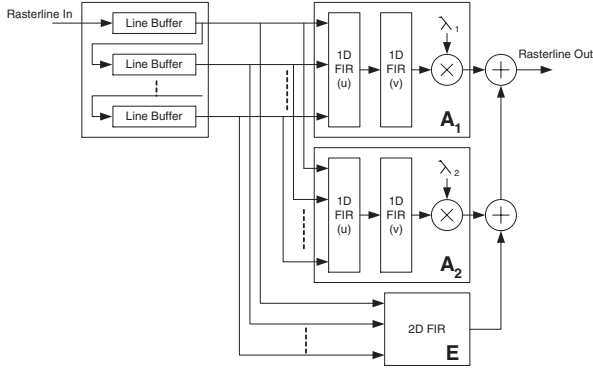 Rasterline In
Line Buffer
Line Buffer
Line Buffer
1D
FIR
(u)
1D
FIR
(v)
λ1
A1
Rasterline Out
1D
FIR
(u)
1D
FIR
(v)
λ2
A2
2D FIR
E